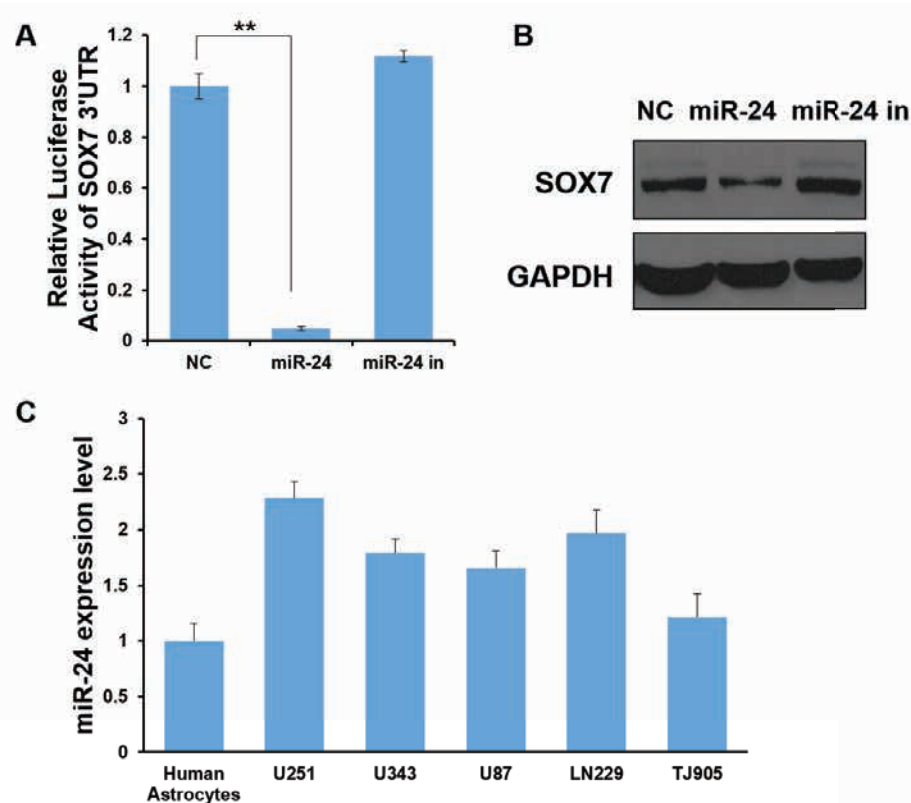 A
Relative Luciferase
Activity of SOX7 3'UTR
1.2
1
0.8
0.6
0.4
0.2
0
**
NC miR-24 miR-24 in
B
NC miR-24 miR-24 in
SOX7
GAPDH
C
miR-24 expression level
3
2.5
2
1.5
1
0.5
0
Human U251 U343 U87 LN229 TJ905
Astrocytes